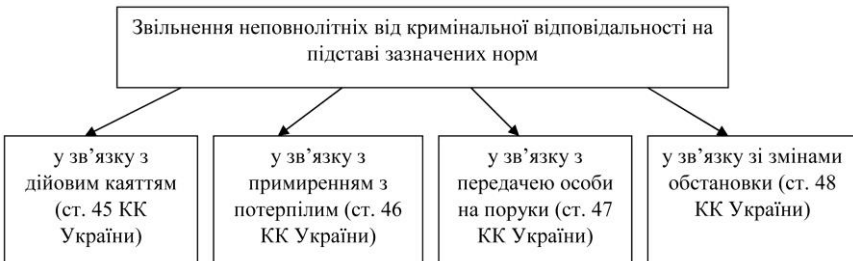 Звільнення неповнолітніх від кримінальної відповідальності на
підставі зазначених норм
у зв’язку з
дійовим каяттям
(ст. 45 КК
України)
у зв’язку з
примиренням з
потерпілим (ст. 46
КК України)
у зв’язку з
передачею особи
на поруки (ст. 47
КК України)
у зв’язку зі змінами
обстановки (ст. 48
КК України)